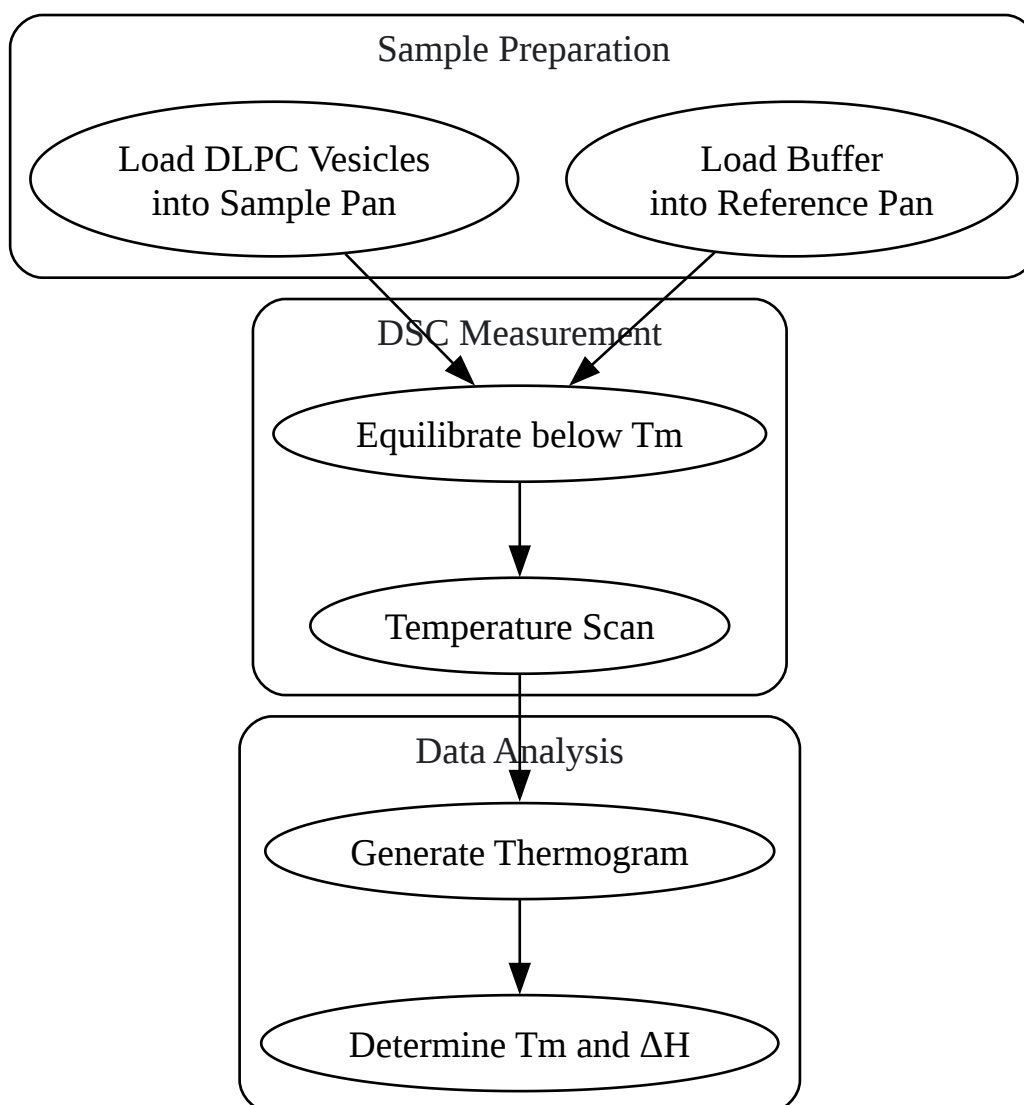 Sample Preparation
Load DLPC Vesicles
into Sample Pan
Load Buffer
into Reference Pan
DSC Measurement
Equilibrate below Tm
Temperature Scan
Data Analysis
Generate Thermogram
Determine Tm and ΔH